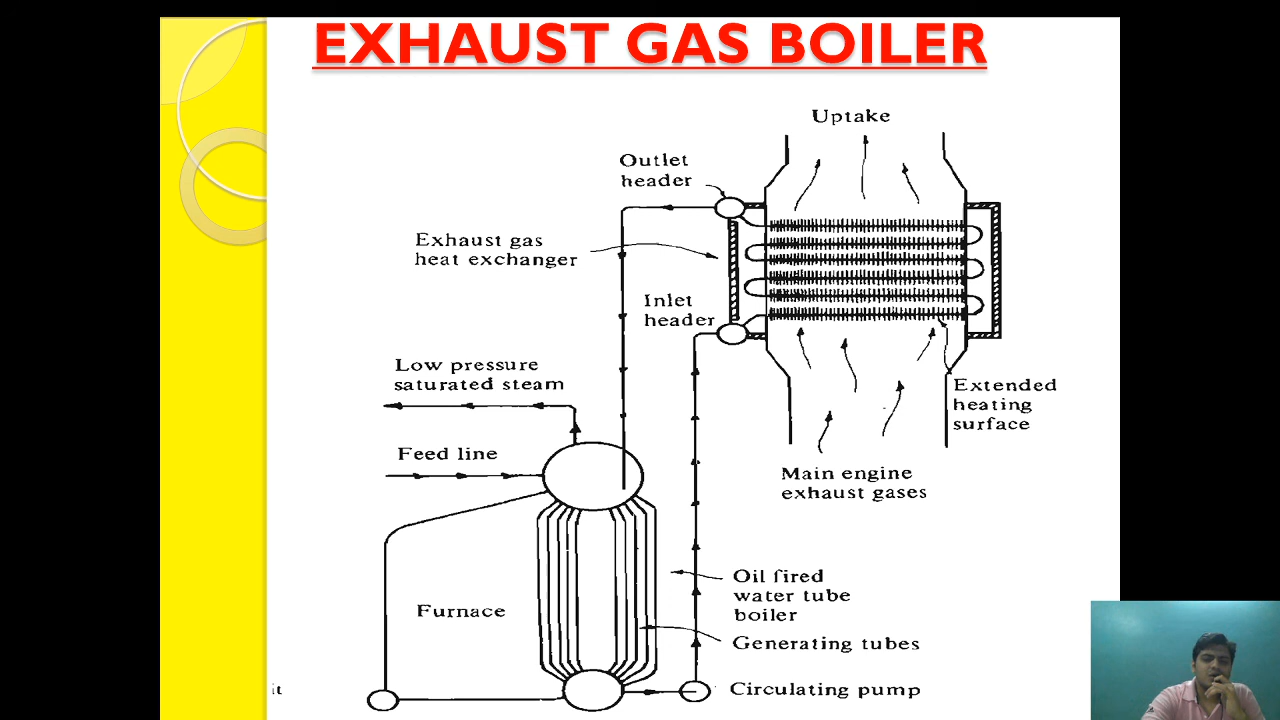 EXHAUST GAS BOILER
Uptake
Outlet
header
Exhaust gas
heat exchanger
Inlet
header
Low pressure
saturated steam
Extended
heating
surface
Feed line
Main engine
exhaust gases
Oil fired
water tube
boiler
Furnace
Generating tubes
it
Circulating pump